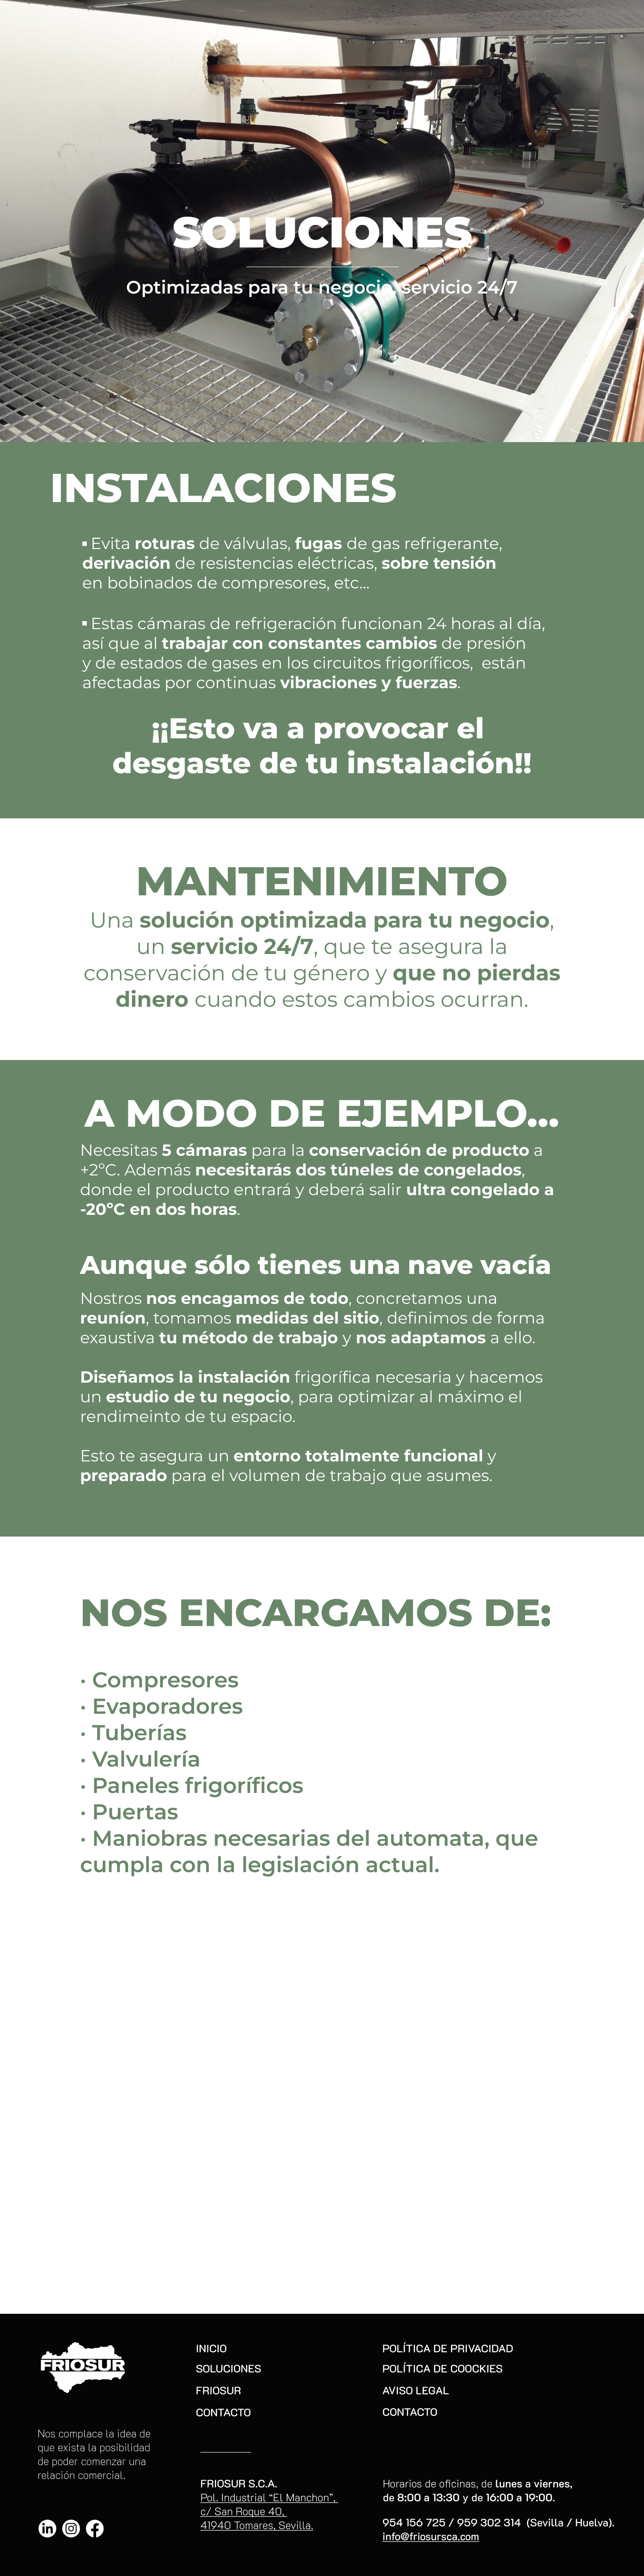 SOLUCIONES
Optimizadas para tu negocio, servicio 24/7
INSTALACIONES
▪ Evita roturas de válvulas, fugas de gas refrigerante,
derivación de resistencias eléctricas, sobre tensión
en bobinados de compresores, etc...
▪ Estas cámaras de refrigeración funcionan 24 horas al día,
así que al trabajar con constantes cambios de presión
y de estados de gases en los circuitos frigoríficos, están
afectadas por continuas vibraciones y fuerzas.
¡¡Esto va a provocar el
desgaste de tu instalación!!
MANTENIMIENTO
Una solución optimizada para tu negocio,
un servicio 24/7, que te asegura la
conservación de tu género y que no pierdas
dinero cuando estos cambios ocurran.
A MODO DE EJEMPLO...
Necesitas 5 cámaras para la conservación de producto a
+2ºC. Además necesitarás dos túneles de congelados,
donde el producto entrará y deberá salir ultra congelado a
-20ºC en dos horas.
Aunque sólo tienes una nave vacía
Nostros nos encagamos de todo, concretamos una
reuníon, tomamos medidas del sitio, definimos de forma
exaustiva tu método de trabajo y nos adaptamos a ello.
Diseñamos la instalación frigorífica necesaria y hacemos
un estudio de tu negocio, para optimizar al máximo el
rendimeinto de tu espacio.
Esto te asegura un entorno totalmente funcional y
preparado para el volumen de trabajo que asumes.
NOS ENCARGAMOS DE:
· Compresores
· Evaporadores
· Tuberías
· Valvulería
· Paneles frigoríficos
· Puertas
· Maniobras necesarias del automata, que
cumpla con la legislación actual.
FRIOSUR
Nos complace la idea de
que exista la posibilidad
de poder comenzar una
relación comercial.
INICIO
SOLUCIONES
FRIOSUR
CONTACTO
FRIOSUR S.C.A.
Pol. Industrial “El Manchon”,
c/ San Roque 40,
41940 Tomares, Sevilla.
POLÍTICA DE PRIVACIDAD
POLÍTICA DE COOCKIES
AVISO LEGAL
CONTACTO
Horarios de oficinas, de lunes a viernes,
de 8:00 a 13:30 y de 16:00 a 19:00.
954 156 725 / 959 302 314 (Sevilla / Huelva).
info@friosursca.com